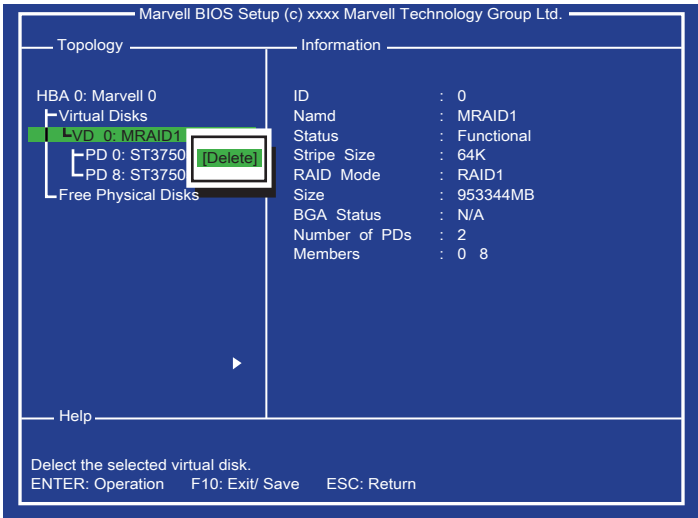 Marvell BIOS Setup (c) xxxx Marvell Technology Group Ltd.
Topology
HBA 0: Marvell 0
Virtual Disks
VD 0: MRAID1
PD 0: ST3750
PD 8: ST3750
Free Physical Disks
[Delete]
Information
ID : 0
Namd : MRAID1
Status : Functional
Stripe Size : 64K
RAID Mode : RAID1
Size : 953344MB
BGA Status : N/A
Number of PDs : 2
Members : 0 8
Help
Delect the selected virtual disk.
ENTER: Operation F10: Exit/ Save ESC: Return